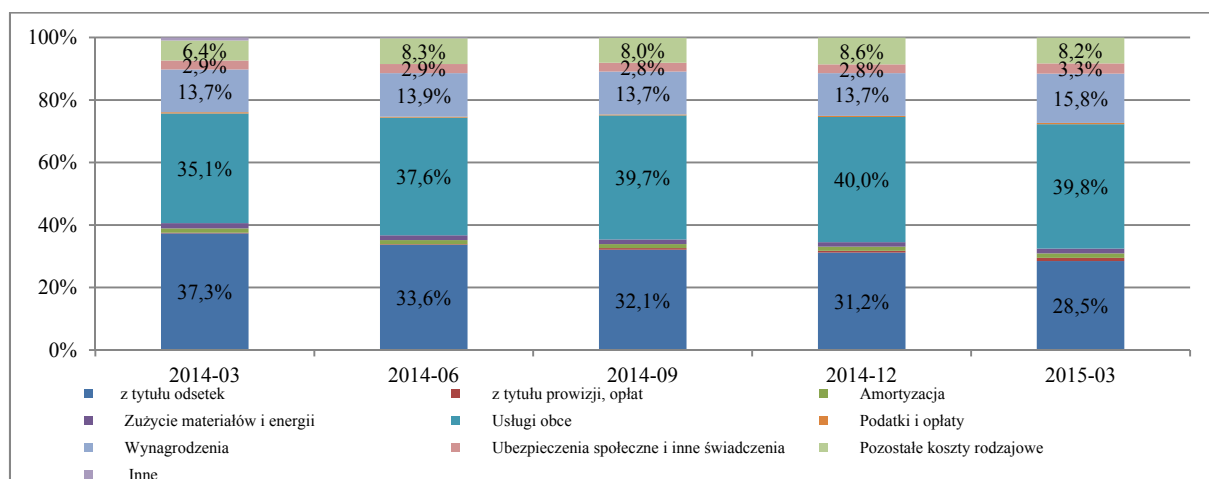 100%
80%
60%
40%
20%
0%
6,4% 8,3% 8,0% 8,6% 8,2%
2,9% 2,9% 2,8% 2,8% 3,3%
13,7% 13,9% 13,7% 13,7% 15,8%
35,1% 37,6% 39,7% 40,0% 39,8%
37,3% 33,6% 32,1% 31,2% 28,5%
2014-03 2014-06 2014-09 2014-12 2015-03
z tytułu odsetek z tytułu prowizji, opłat Amortyzacja
Zużycie materiałów i energii Usługi obce Podatki i opłaty
Wynagrodzenia Ubezpieczenia społeczne i inne świadczenia Pozostałe koszty rodzajowe
Inne